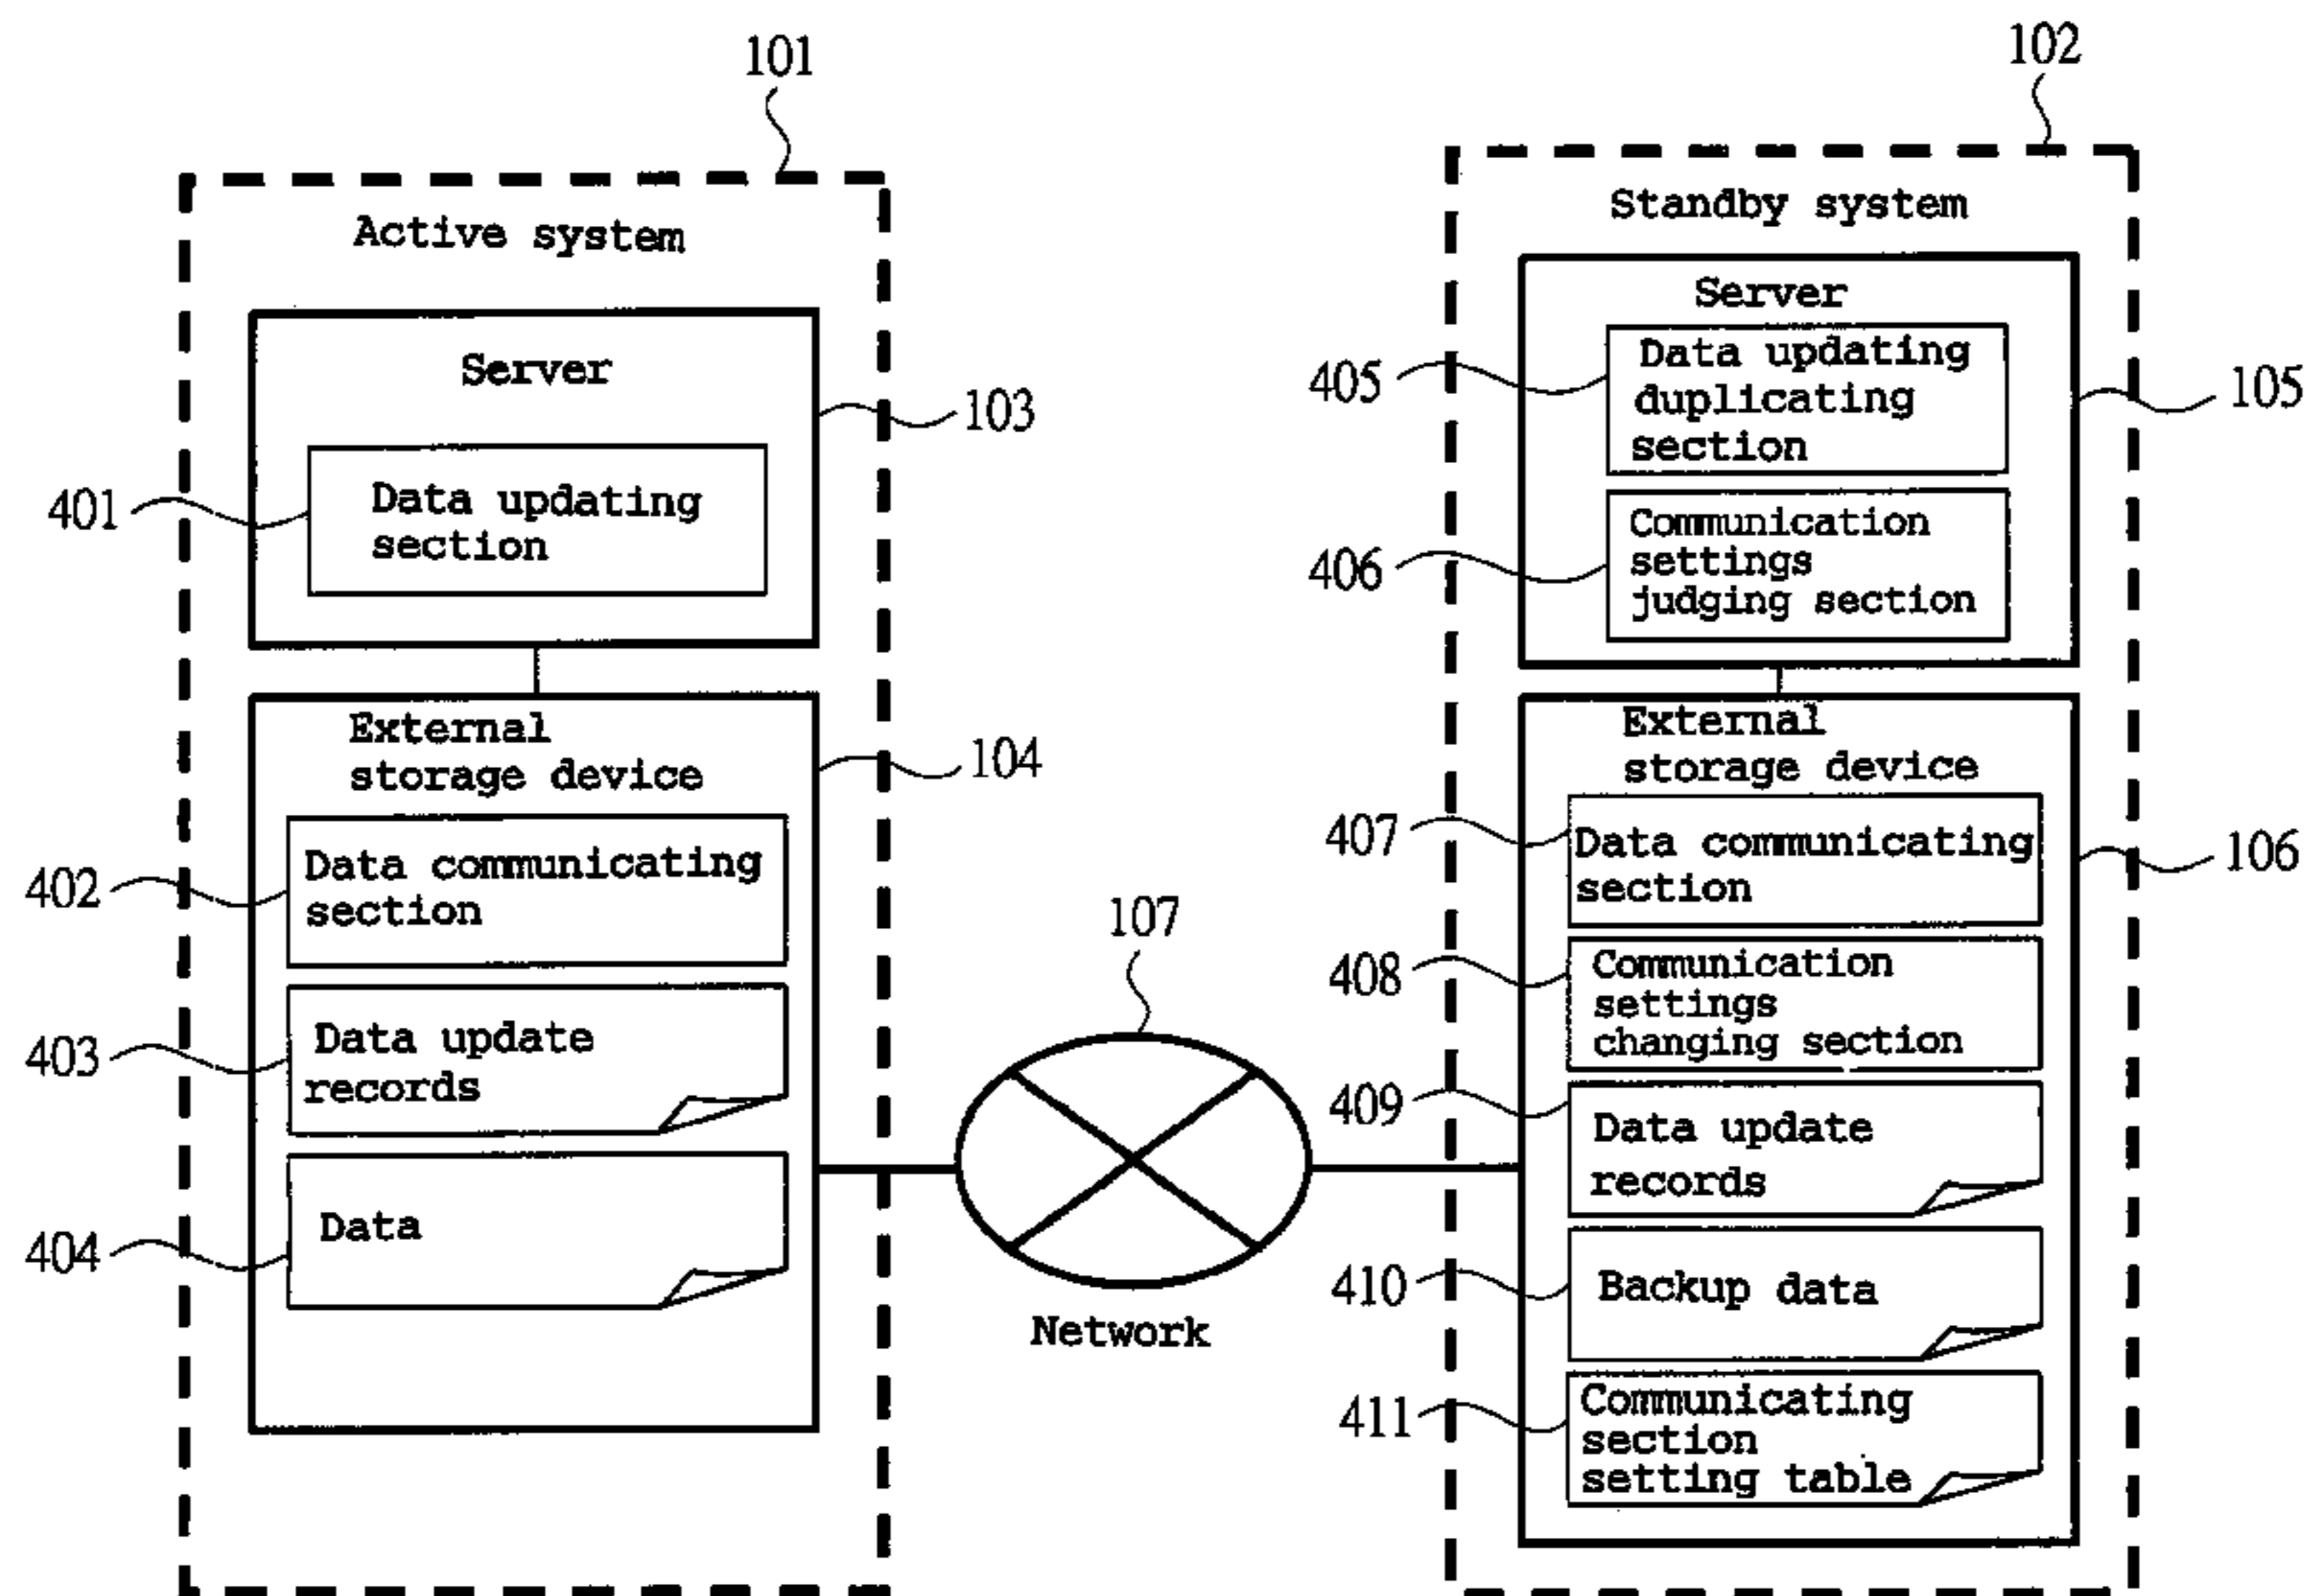 101
Active system
Server
103
401
Data updating
section
External
storage device
104
402
Data communicating
section
403
Data update
records
404
Data
107
Network
102
Standby system
Server
105
405
Data updating
duplicating
section
406
Communication
settings
judging section
External
storage device
106
407
Data communicating
section
408
Communication
settings
changing section
409
Data update
records
410
Backup data
411
Communicating
section
setting table